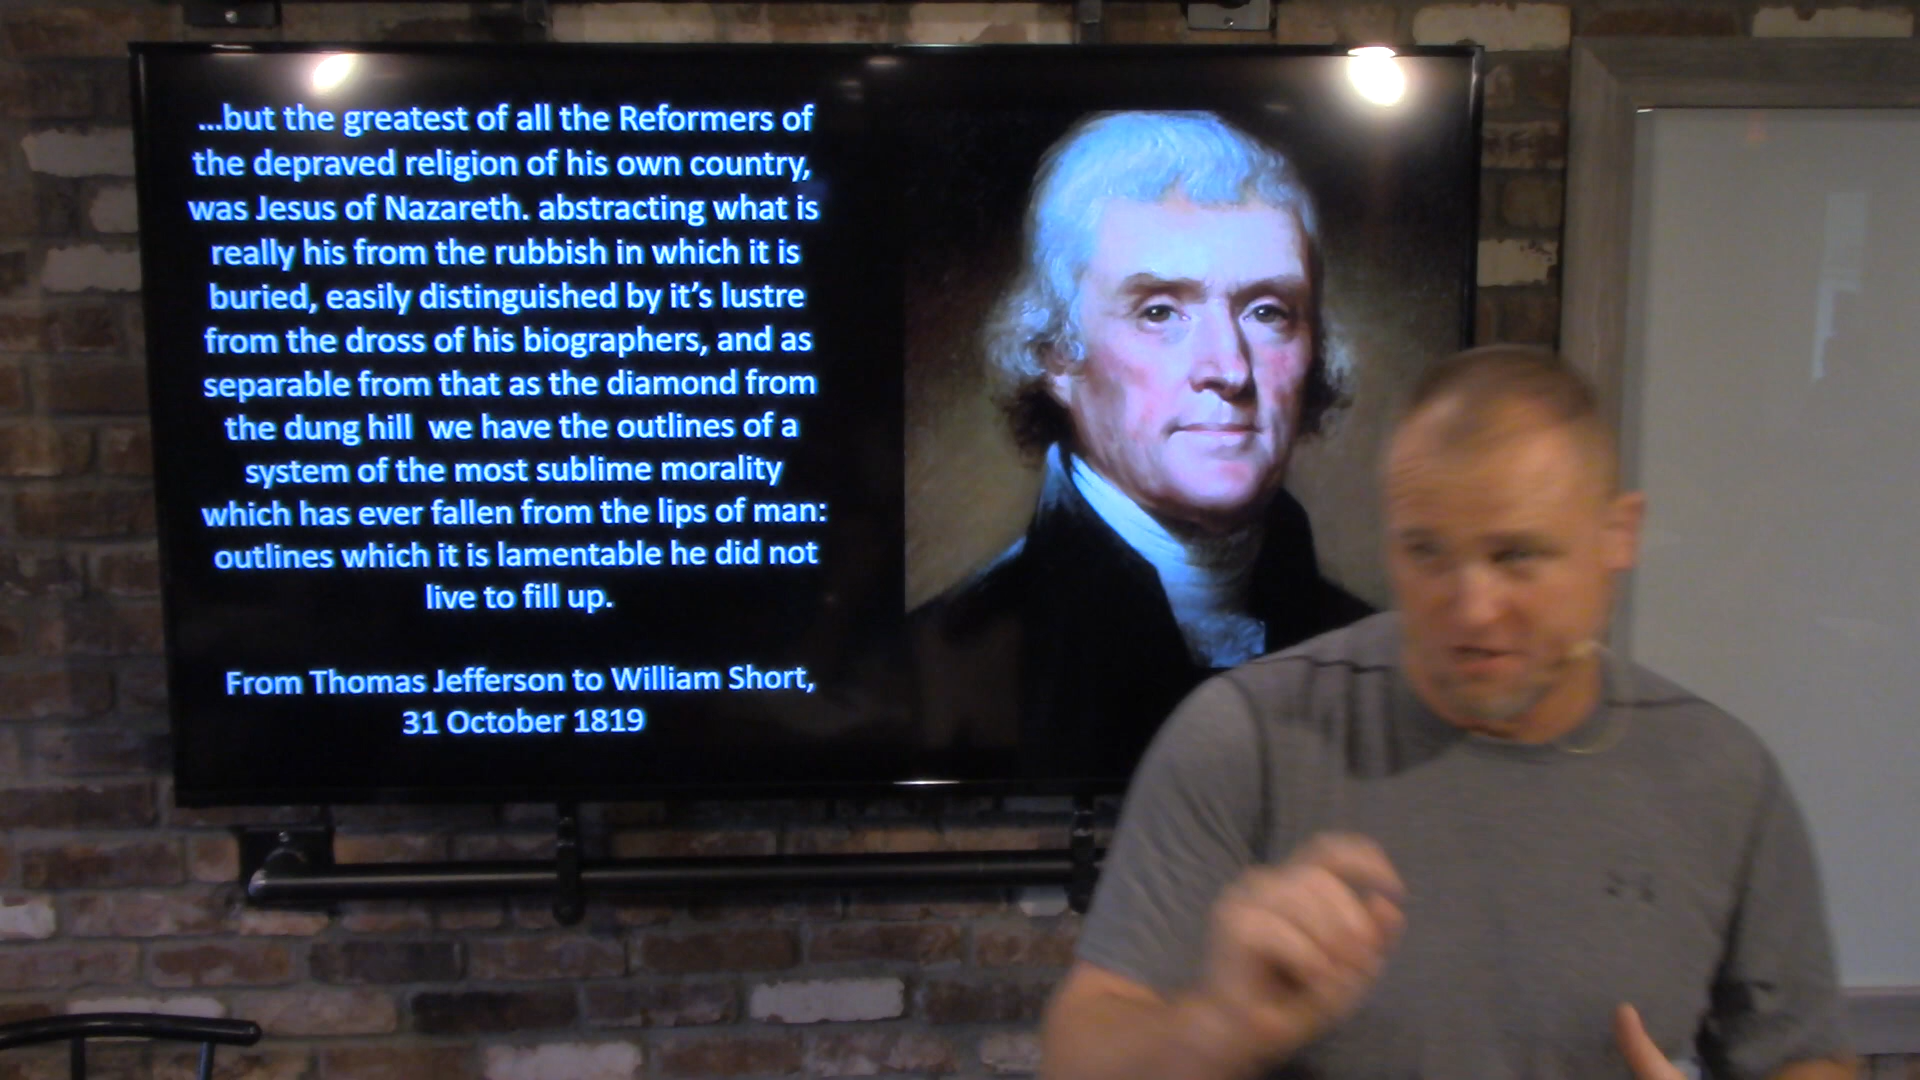 ...but the greatest of all the Reformers of
the depraved religion of his own country,
was Jesus of Nazareth. abstracting what is
really his from the rubbish in which it is
buried, easily distinguished by it’s lustre
from the dross of his biographers, and as
separable from that as the diamond from
the dung hill  we have the outlines of a
system of the most sublime morality
which has ever fallen from the lips of man:
outlines which it is lamentable he did not
live to fill up.
From Thomas Jefferson to William Short,
31 October 1819